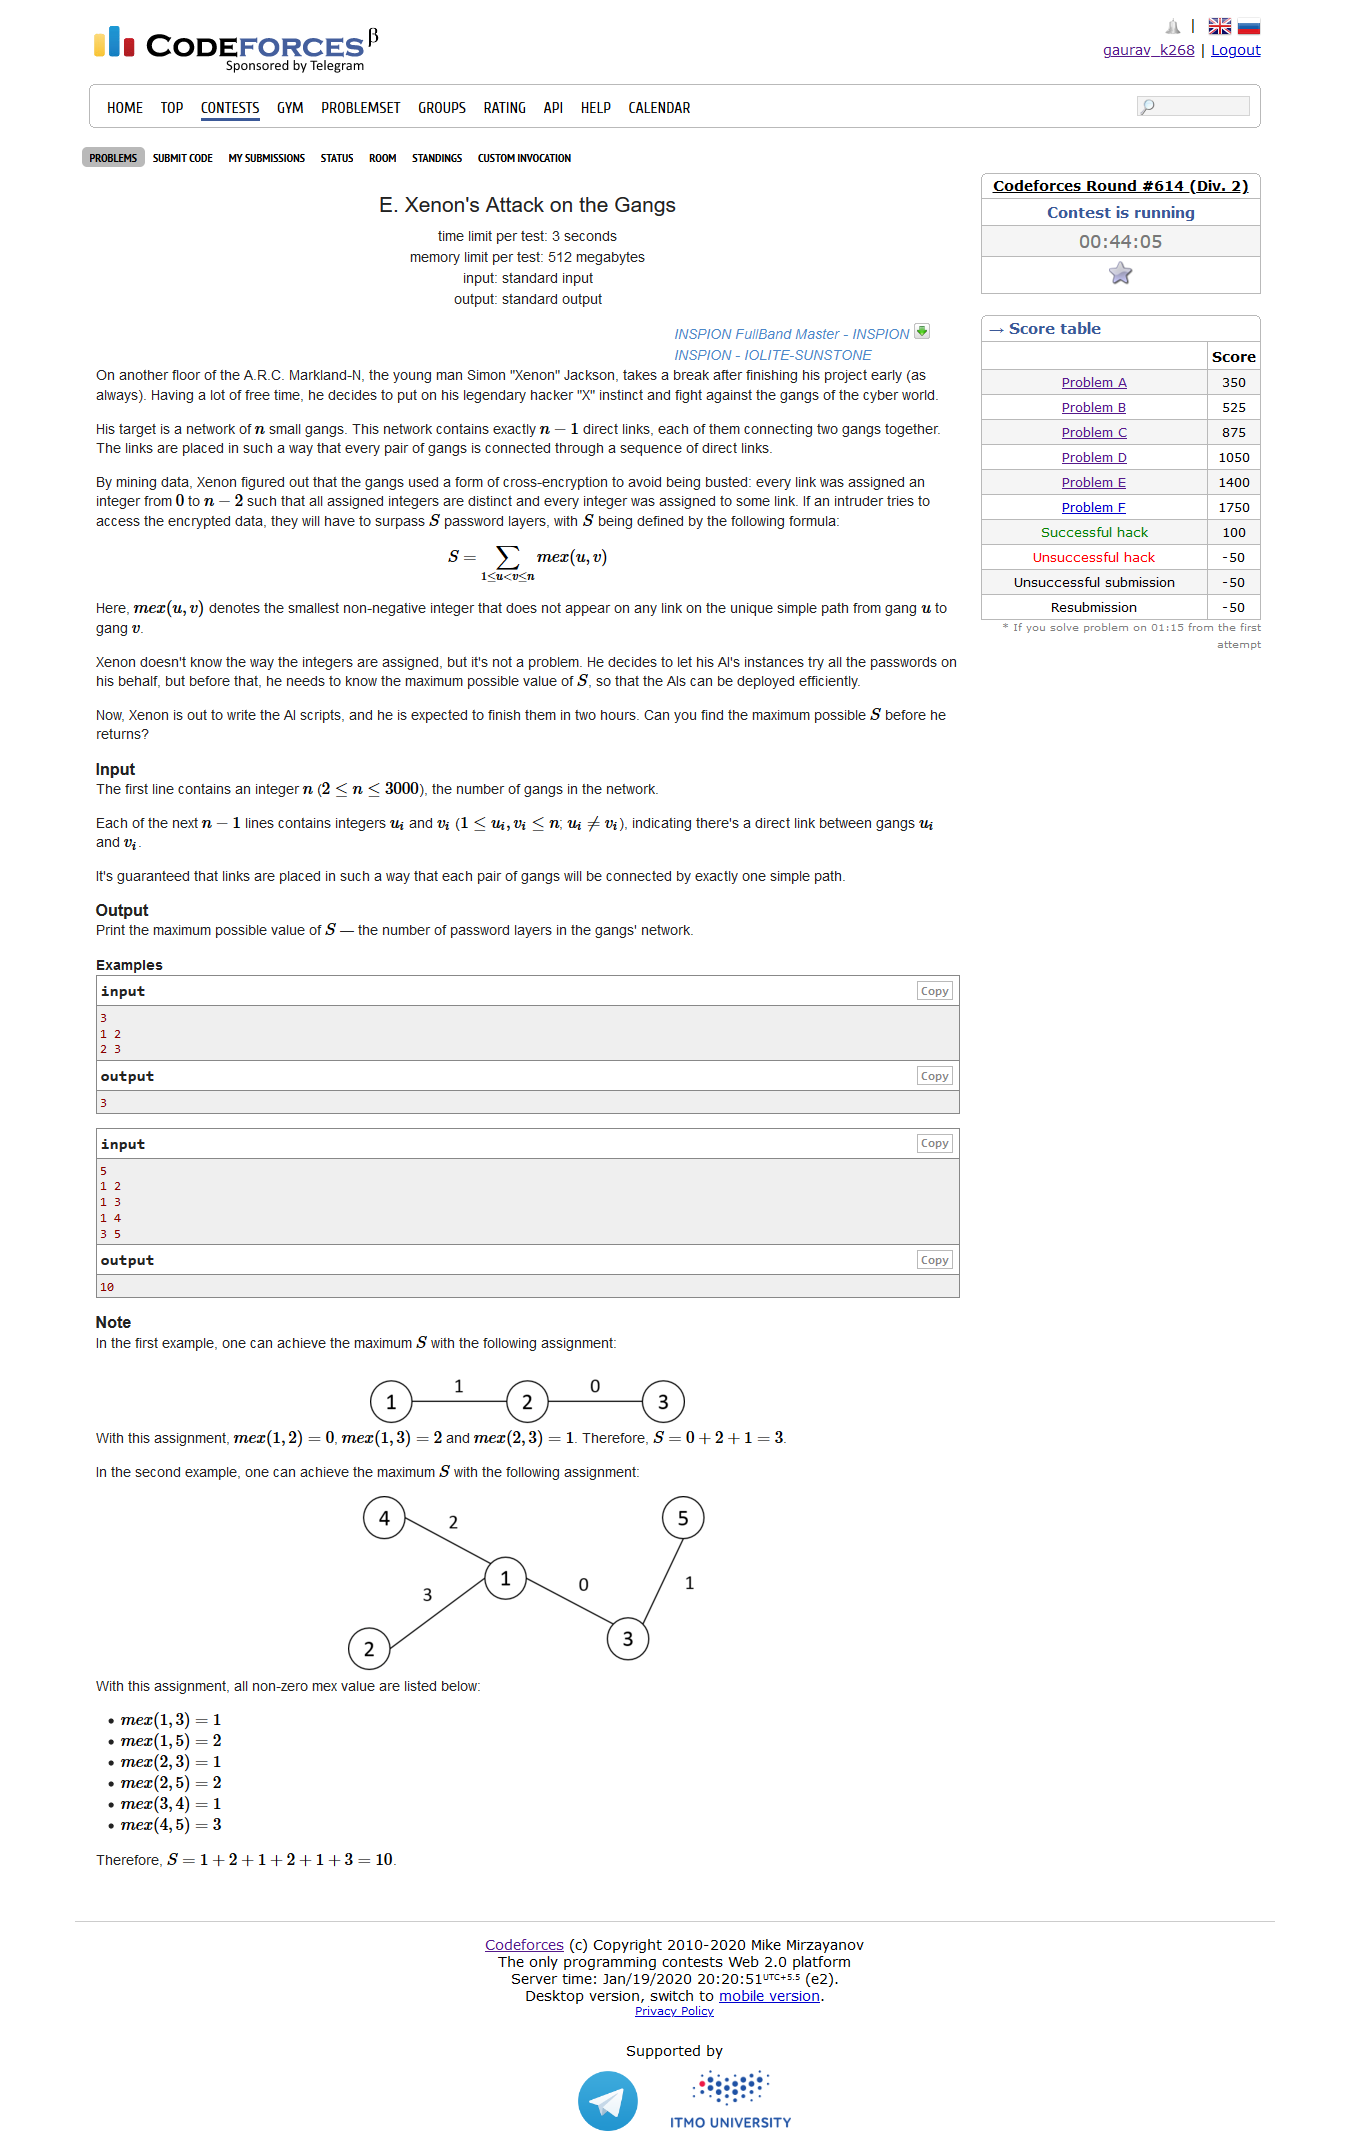 CODEFORCES β
Sponsored by Telegram
|
gaurav_k268 | Logout
HOME TOP CONTESTS GYM PROBLEMSET GROUPS RATING API HELP CALENDAR
PROBLEMS SUBMIT CODE MY SUBMISSIONS STATUS ROOM STANDINGS CUSTOM INVOCATION
E. Xenon's Attack on the Gangs
time limit per test: 3 seconds
memory limit per test: 512 megabytes
input: standard input
output: standard output
INSPION FullBand Master - INSPION
INSPION - IOLITE-SUNSTONE
On another floor of the A.R.C. Markland-N, the young man Simon "Xenon" Jackson, takes a break after finishing his project early (as
always). Having a lot of free time, he decides to put on his legendary hacker "X" instinct and fight against the gangs of the cyber world.
His target is a network of n small gangs. This network contains exactly n − 1 direct links, each of them connecting two gangs together.
The links are placed in such a way that every pair of gangs is connected through a sequence of direct links.
By mining data, Xenon figured out that the gangs used a form of cross-encryption to avoid being busted: every link was assigned an
integer from 0 to n − 2 such that all assigned integers are distinct and every integer was assigned to some link. If an intruder tries to
access the encrypted data, they will have to surpass S password layers, with S being defined by the following formula:
S = ∑ mex(u, v)
1≤u<v≤n
Here, mex(u, v) denotes the smallest non-negative integer that does not appear on any link on the unique simple path from gang u to
gang v.
Xenon doesn't know the way the integers are assigned, but it's not a problem. He decides to let his AI's instances try all the passwords on
his behalf, but before that, he needs to know the maximum possible value of S, so that the AIs can be deployed efficiently.
Now, Xenon is out to write the AI scripts, and he is expected to finish them in two hours. Can you find the maximum possible S before he
returns?
Input
The first line contains an integer n (2 ≤ n ≤ 3000), the number of gangs in the network.
Each of the next n − 1 lines contains integers ui and vi (1 ≤ ui, vi ≤ n; ui ≠ vi), indicating there's a direct link between gangs ui
and vi.
It's guaranteed that links are placed in such a way that each pair of gangs will be connected by exactly one simple path.
Output
Print the maximum possible value of S — the number of password layers in the gangs' network.
Examples
input Copy
3
1 2
2 3
output Copy
3
input Copy
5
1 2
1 3
1 4
3 5
output Copy
10
Note
In the first example, one can achieve the maximum S with the following assignment:
1 0
1 2 3
With this assignment, mex(1, 2) = 0, mex(1, 3) = 2 and mex(2, 3) = 1. Therefore, S = 0 + 2 + 1 = 3.
In the second example, one can achieve the maximum S with the following assignment:
4 2 5
1 0 1
3
2 3
With this assignment, all non-zero mex value are listed below:
• mex(1, 3) = 1
• mex(1, 5) = 2
• mex(2, 3) = 1
• mex(2, 5) = 2
• mex(3, 4) = 1
• mex(4, 5) = 3
Therefore, S = 1 + 2 + 1 + 2 + 1 + 3 = 10.
Codeforces Round #614 (Div. 2)
Contest is running
00:44:05
→ Score table
Score
Problem A 350
Problem B 525
Problem C 875
Problem D 1050
Problem E 1400
Problem F 1750
Successful hack 100
Unsuccessful hack -50
Unsuccessful submission -50
Resubmission -50
* If you solve problem on 01:15 from the first
attempt
Codeforces (c) Copyright 2010-2020 Mike Mirzayanov
The only programming contests Web 2.0 platform
Server time: Jan/19/2020 20:20:51UTC+5.5 (e2).
Desktop version, switch to mobile version.
Privacy Policy
Supported by
ITMO UNIVERSITY